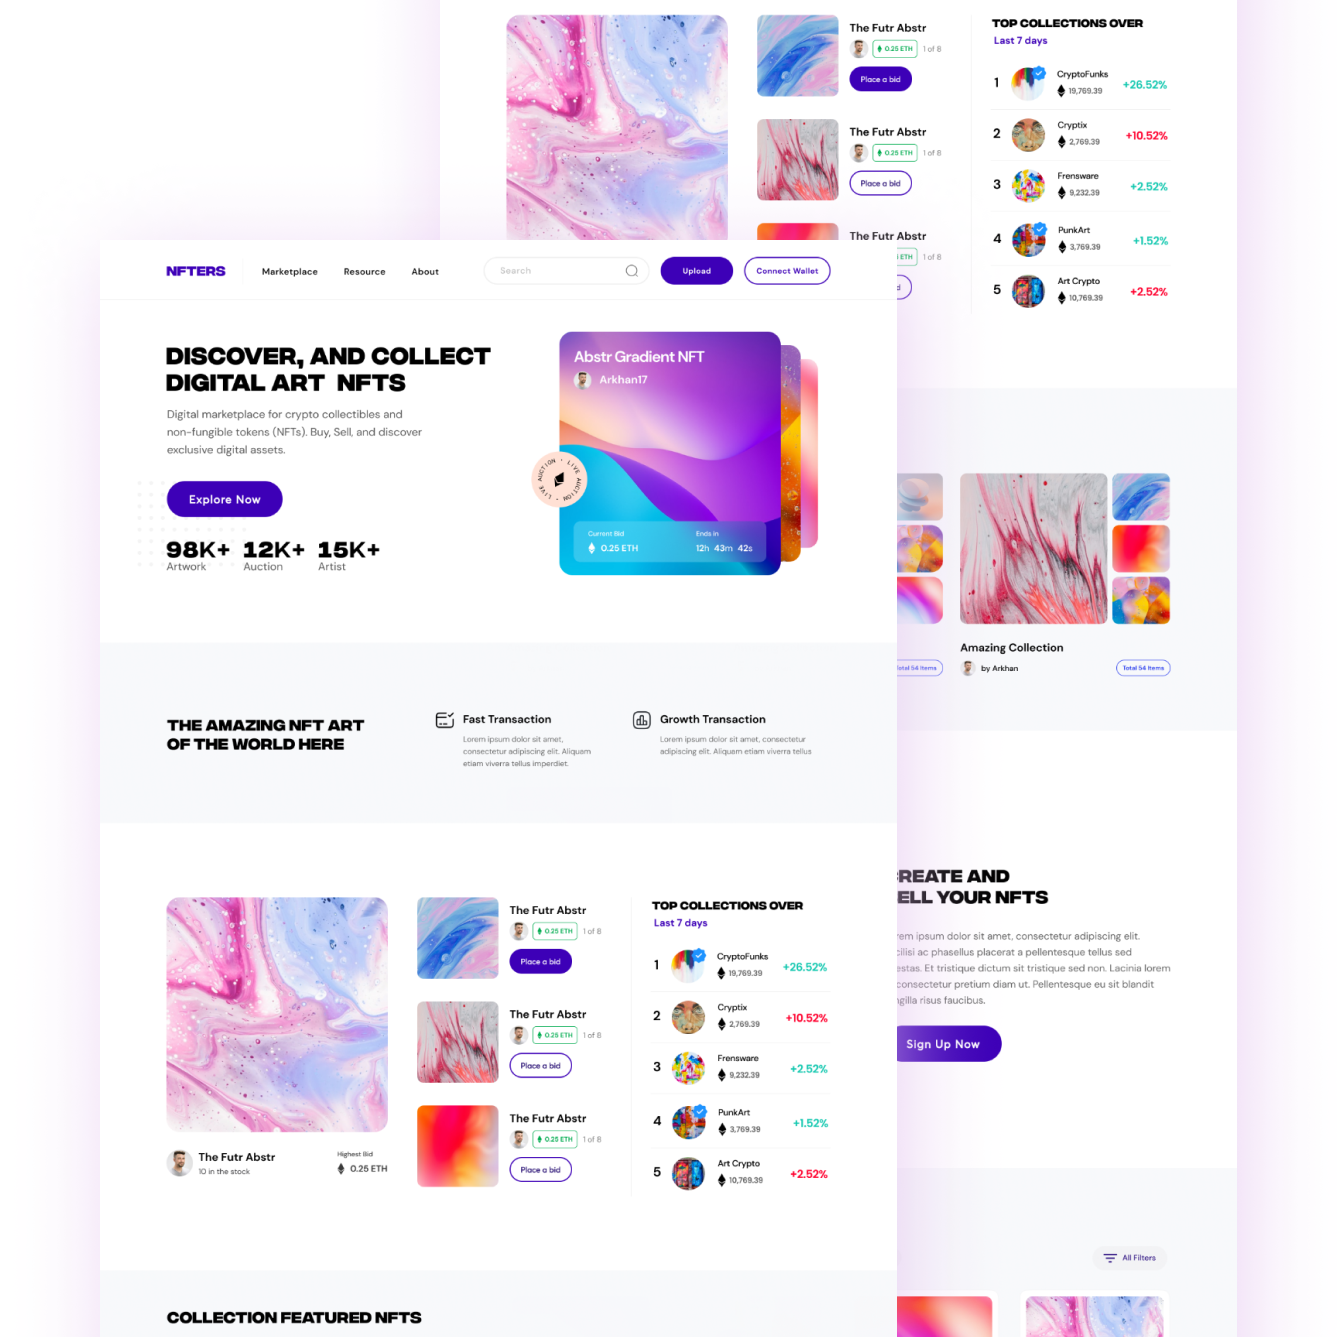 NFTERS
Marketplace
Resource
About
Search
Upload
Connect Wallet
DISCOVER, AND COLLECT
DIGITAL ART NFTS
Digital marketplace for crypto collectibles and
non-fungible tokens (NFTs). Buy, Sell, and discover
exclusive digital assets.
Explore Now
98K+ 12K+ 15K+
Artwork Auction Artist
Abstr Gradient NFT
Arkhan17
LIVE AUCTION · LIVE AUCTION ·
Current Bid
0.25 ETH
Ends in
12h 43m 42s
THE AMAZING NFT ART
OF THE WORLD HERE
Fast Transaction
Lorem ipsum dolor sit amet,
consectetur adipiscing elit. Aliquam
etiam viverra tellus imperdiet.
Growth Transaction
Lorem ipsum dolor sit amet, consectetur
adipiscing elit. Aliquam etiam viverra tellus
The Futr Abstr
10 in the stock
Highest Bid
0.25 ETH
The Futr Abstr
0.25 ETH 1 of 8
Place a bid
The Futr Abstr
0.25 ETH 1 of 8
Place a bid
The Futr Abstr
0.25 ETH 1 of 8
Place a bid
TOP COLLECTIONS OVER
Last 7 days
1 CryptoFunks
19,769.39 +26.52%
2 Cryptix
2,769.39 +10.52%
3 Frensware
9,232.39 +2.52%
4 PunkArt
3,769.39 +1.52%
5 Art Crypto
10,769.39 +2.52%
COLLECTION FEATURED NFTS
The Futr Abstr
0.25 ETH 1 of 8
Place a bid
The Futr Abstr
0.25 ETH 1 of 8
Place a bid
The Futr Abstr
ETH 1 of 8
d
TOP COLLECTIONS OVER
Last 7 days
1 CryptoFunks
19,769.39 +26.52%
2 Cryptix
2,769.39 +10.52%
3 Frensware
9,232.39 +2.52%
4 PunkArt
3,769.39 +1.52%
5 Art Crypto
10,769.39 +2.52%
otal 54 Items
Amazing Collection
by Arkhan
Total 54 Items
REATE AND
ELL YOUR NFTS
rem ipsum dolor sit amet, consectetur adipiscing elit.
cilisi ac phasellus placerat a pellentesque tellus sed
estas. Et tristique dictum sit tristique sed non. Lacinia lorem
consectetur pretium diam ut. Pellentesque eu sit blandit
ngilla risus faucibus.
Sign Up Now
All Filters